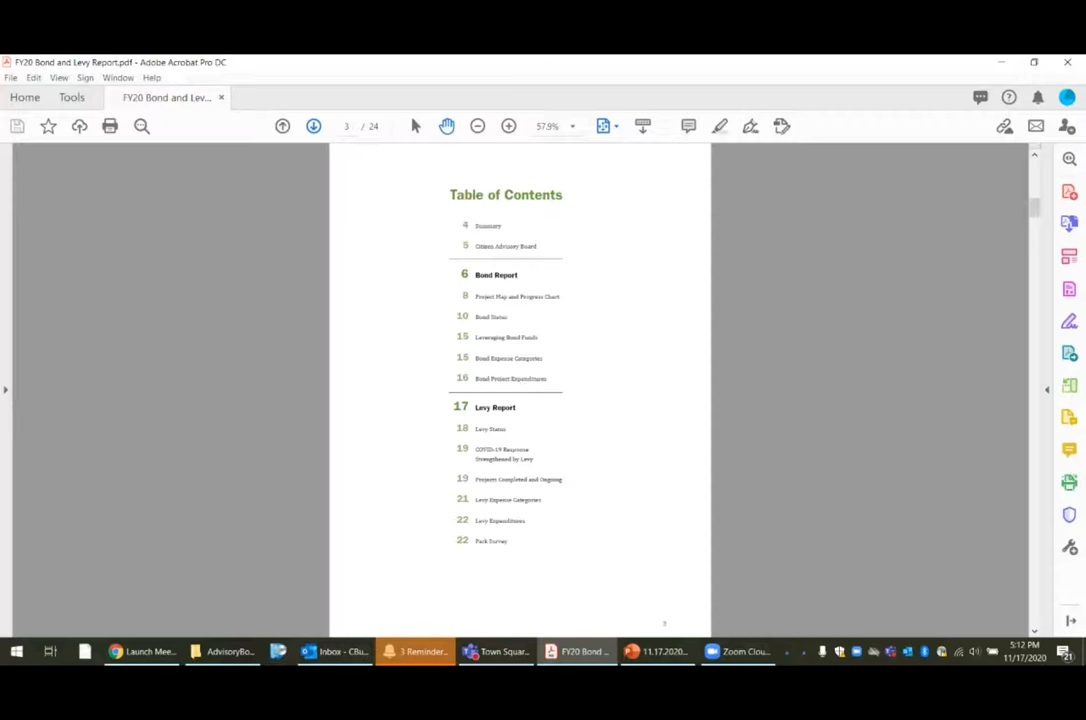 FY20 Bond and Levy Report.pdf - Adobe Acrobat Pro DC
File Edit View Sign Window Help
Home Tools FY20 Bond and Lev... ×
3 / 24 57.9%
Table of Contents
4 Summary
5 Citizen Advisory Board
6 Bond Report
8 Project Map and Progress Chart
10 Bond Status
15 Leveraging Bond Funds
15 Bond Expense Categories
16 Bond Project Expenditures
17 Levy Report
18 Levy Status
19 COVID-19 Response
Strengthened by Levy
19 Projects Completed and Ongoing
21 Levy Expense Categories
22 Levy Expenditures
22 Park Survey
3
Launch Mee... AdvisoryBo... Inbox - CBu... 3 Reminder... Town Squar... FY20 Bond ... 11.17.2020... Zoom Clou...
5:12 PM
11/17/2020
21